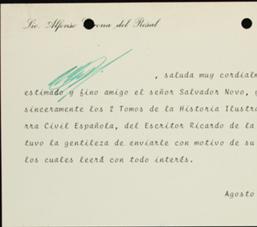 Lic. Alfonso Corona del Rosal
, saluda muy cordialm
estimado y fino amigo el señor Salvador Novo,
sinceramente los 2 Tomos de la Historia Ilustra
rra Civil Española, del Escritor Ricardo de la
tuvo la gentileza de enviarle con motivo de su
los cuales leerá con todo interés.
Agosto